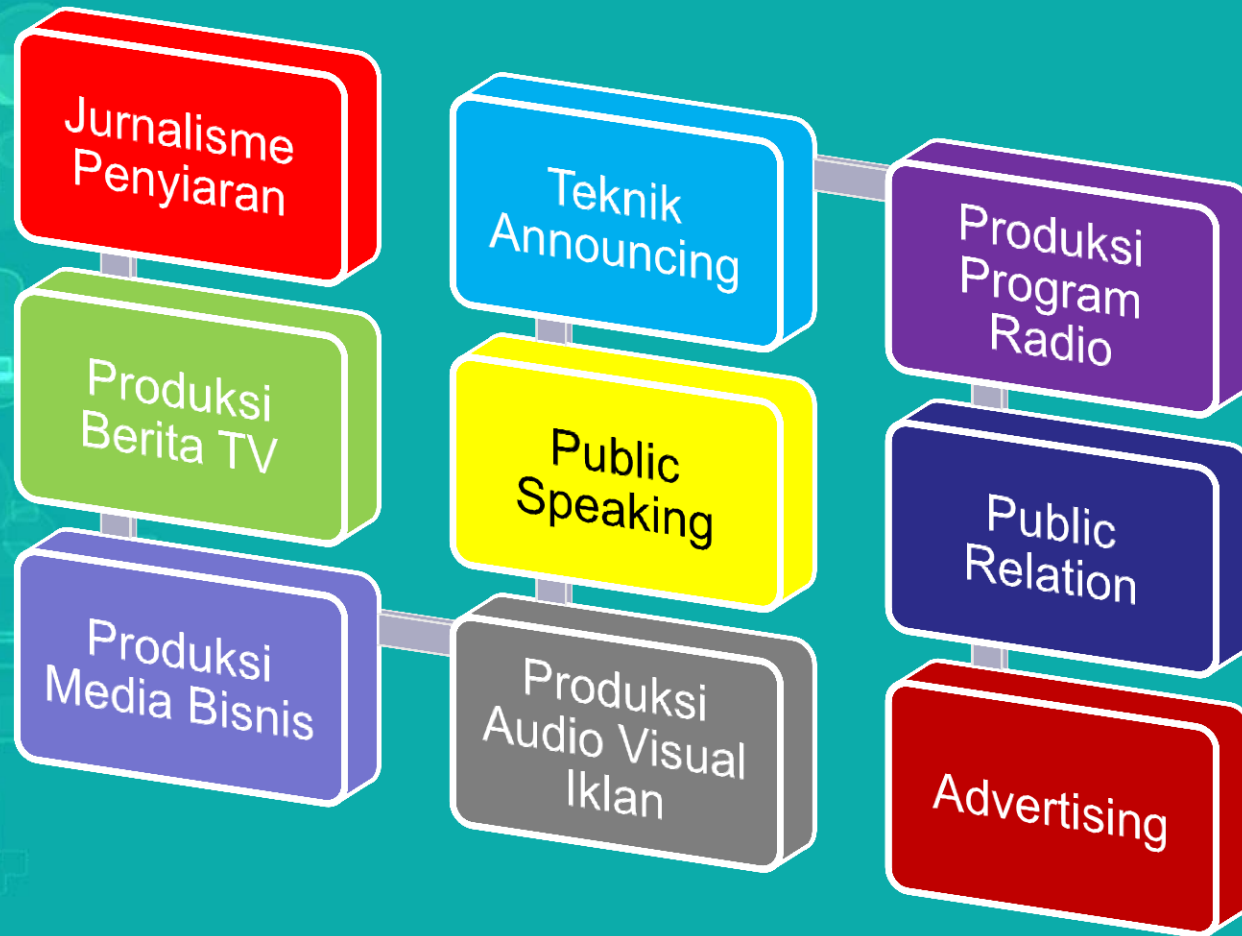 Jurnalisme
Penyiaran
Produksi
Berita TV
Produksi
Media Bisnis
Produksi
Audio Visual
Iklan
Public
Speaking
Teknik
Announcing
Produksi
Program
Radio
Public
Relation
Advertising